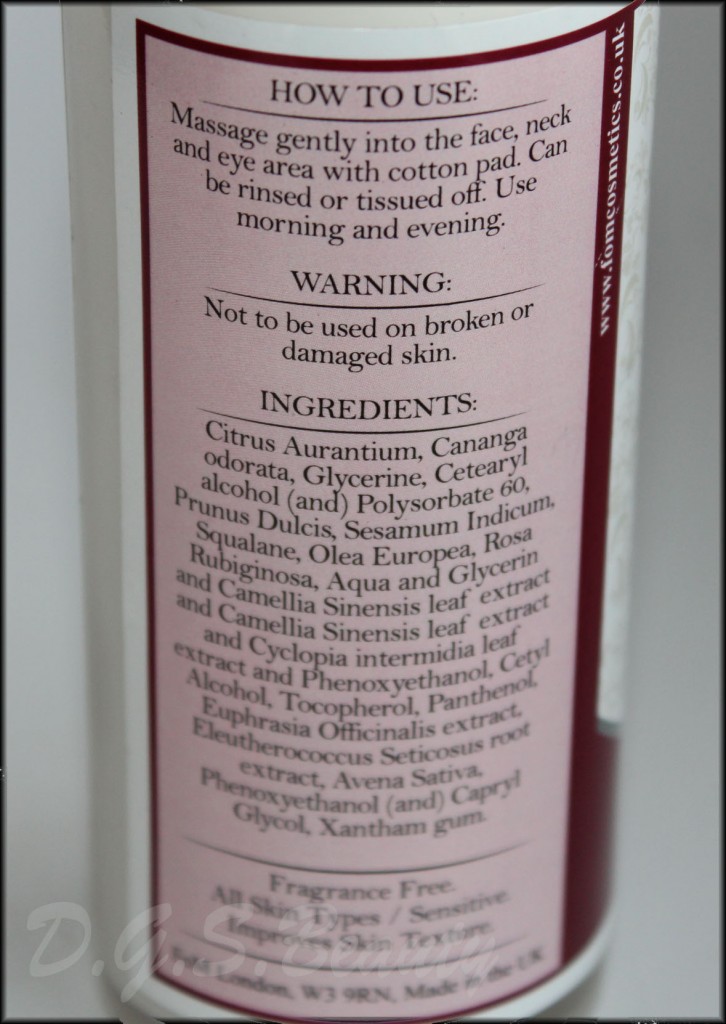 HOW TO USE:
Massage gently into the face, neck
and eye area with cotton pad. Can
be rinsed or tissued off. Use
morning and evening.
WARNING:
Not to be used on broken or
damaged skin.
INGREDIENTS:
Citrus Aurantium, Cananga
odorata, Glycerine, Cetearyl
alcohol (and) Polysorbate 60,
Prunus Dulcis, Sesamum Indicum,
Squalane, Olea Europea, Rosa
Rubiginosa, Aqua and Glycerin
and Camellia Sinensis leaf extract
and Camellia Sinensis leaf extract
and Cyclopia intermidia leaf
extract and Phenoxyethanol, Cetyl
Alcohol, Tocopherol, Panthenol,
Euphrasia Officinalis extract,
Eleutherococcus Seticosus root
extract, Avena Sativa,
Phenoxyethanol (and) Capryl
Glycol, Xantham gum.
Fragrance Free.
All Skin Types / Sensitive.
Improves Skin Texture.
London, W3 9RN, Made in the UK
www.fomcosmetics.co.uk
D.G.S.Beauty